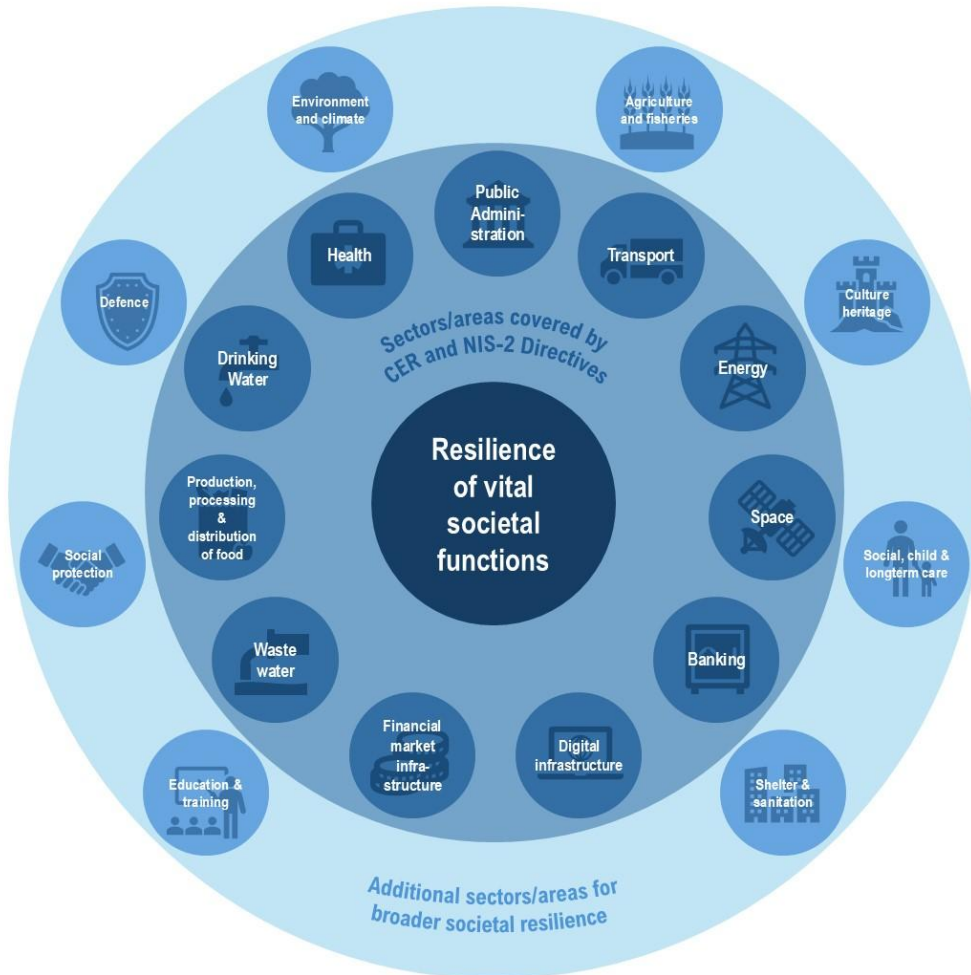 Environment
and climate
Agriculture
and fisheries
Public
Admini-
stration
Health
Transport
Defence
Culture
heritage
Sectors/areas covered by
CER and NIS-2 Directives
Drinking
Water
Energy
Resilience
of vital
societal
functions
Production,
processing
&
distribution
of food
Space
Social
protection
Social, child &
longterm care
Waste
water
Banking
Financial
market
infra-
structure
Digital
infrastructure
Education &
training
Shelter &
sanitation
Additional sectors/areas for
broader societal resilience